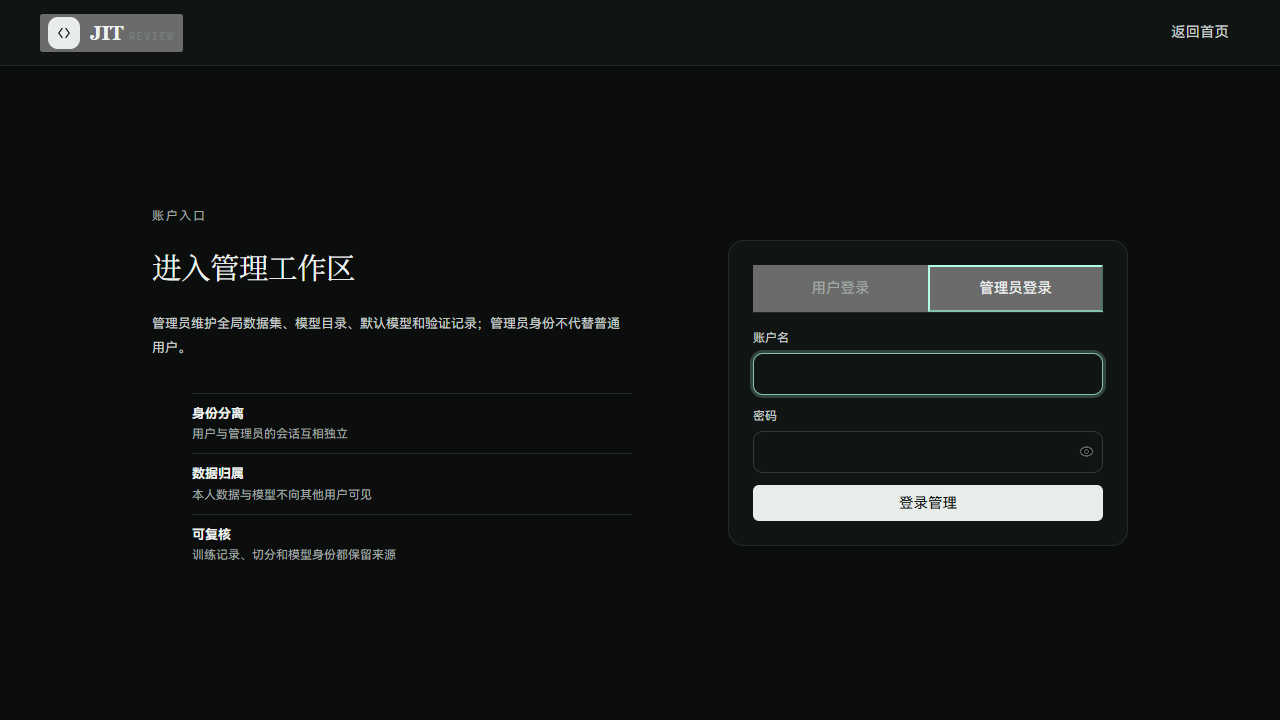 JIT REVIEW
返回首页
账户入口
进入管理工作区
管理员维护全局数据集、模型目录、默认模型和验证记录；管理员身份不代替普通
用户。
身份分离
用户与管理员的会话互相独立
数据归属
本人数据与模型不向其他用户可见
可复核
训练记录、切分和模型身份都保留来源
用户登录 管理员登录
账户名
密码
登录管理